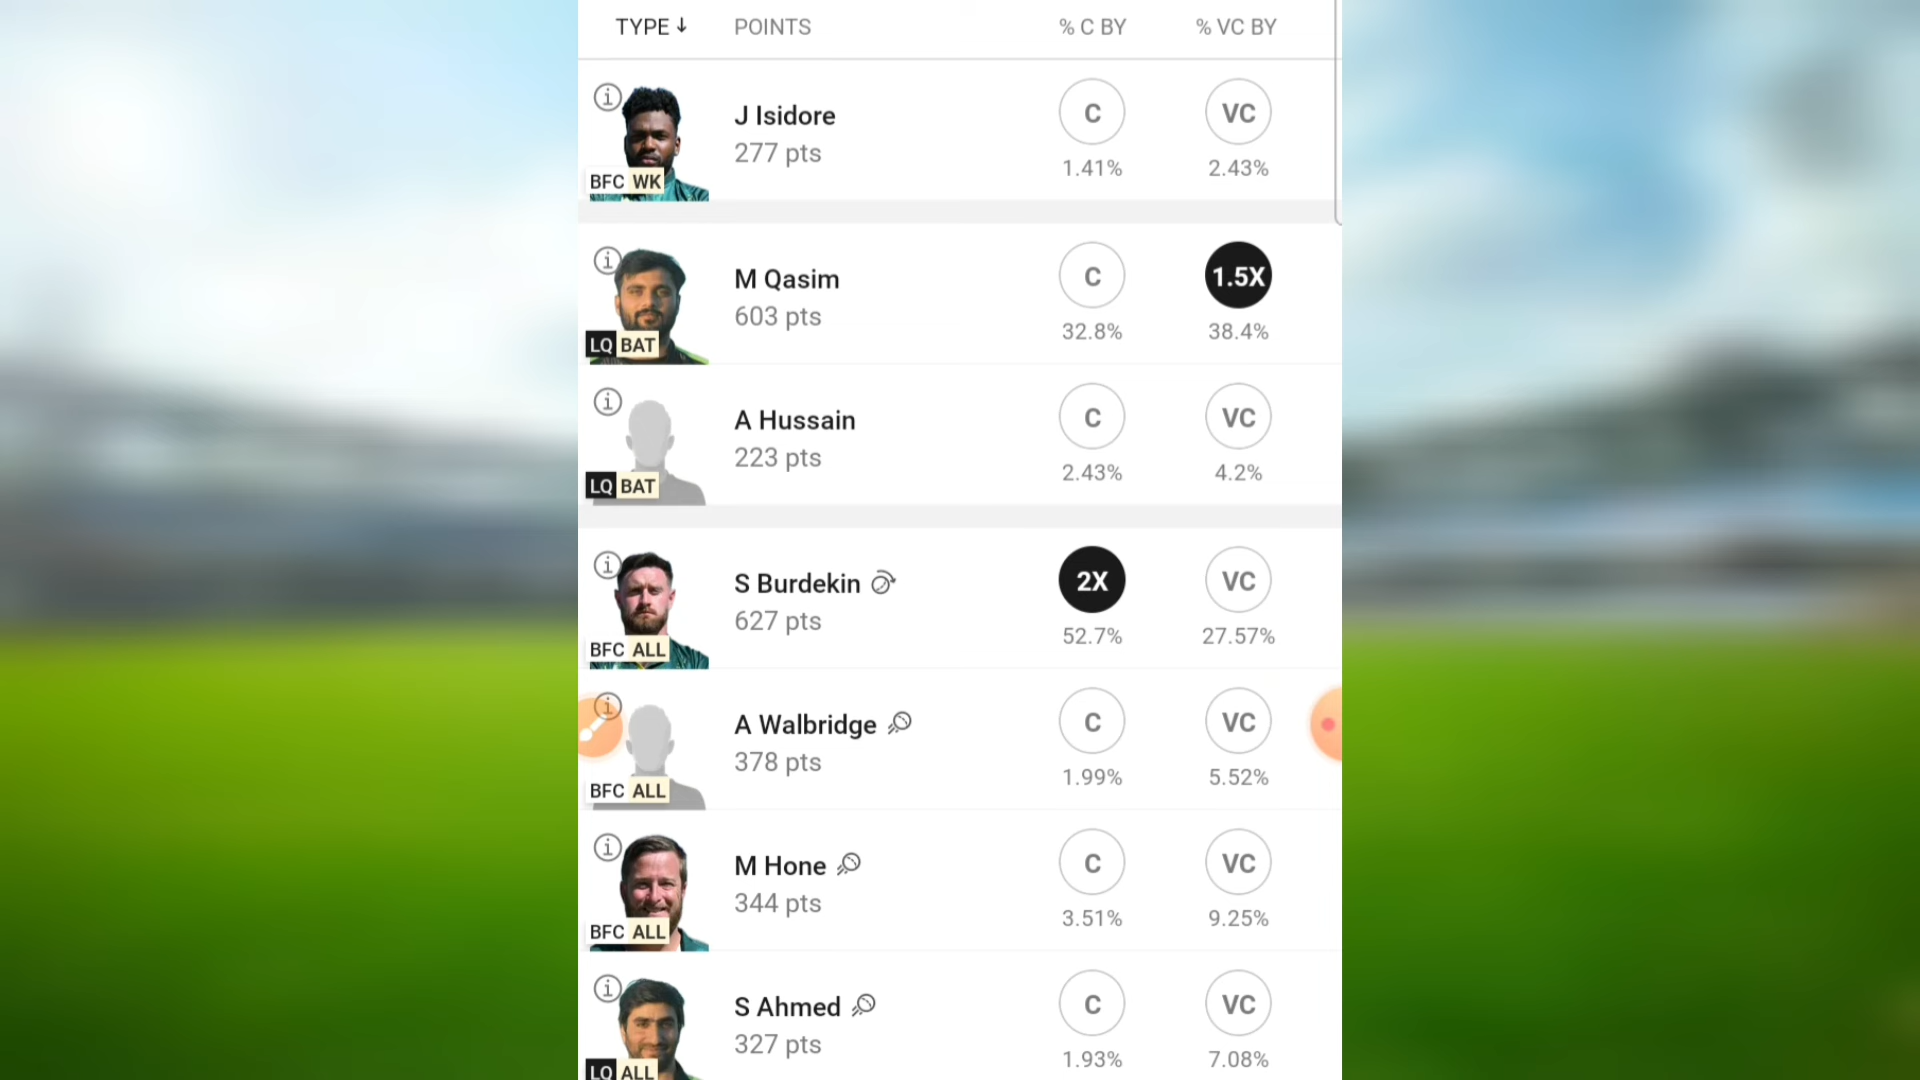 TYPE↓ POINTS % C BY % VC BY
J Isidore
277 pts
C VC
1.41% 2.43%
BFC WK
M Qasim
603 pts
C 1.5X
32.8% 38.4%
LQ BAT
A Hussain
223 pts
C VC
2.43% 4.2%
LQ BAT
S Burdekin
627 pts
2X VC
52.7% 27.57%
BFC ALL
A Walbridge
378 pts
C VC
1.99% 5.52%
BFC ALL
M Hone
344 pts
C VC
3.51% 9.25%
BFC ALL
S Ahmed
327 pts
C VC
1.93% 7.08%
LQ ALL